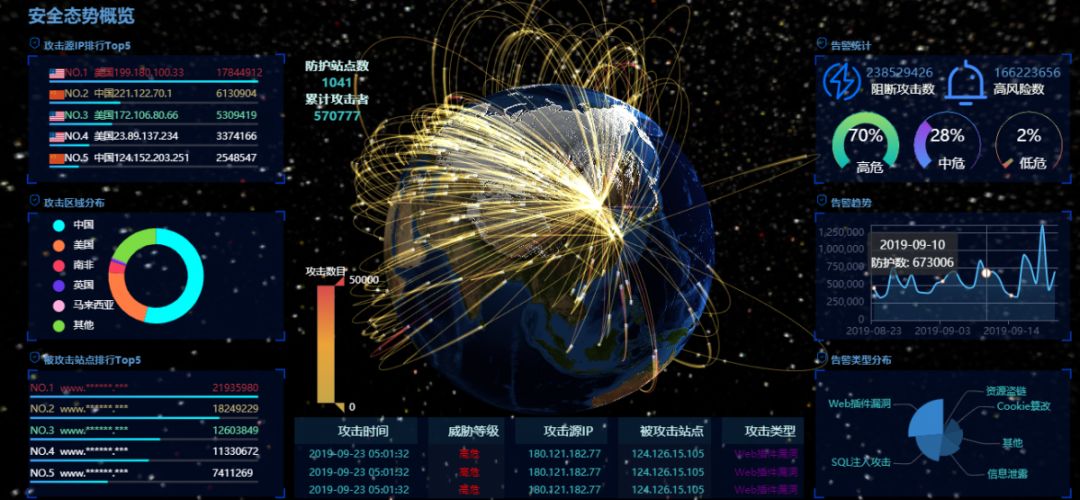 安全态势概览
攻击源IP排行Top5
NO.1 美国199.180.100.33 17844912
NO.2 中国221.122.70.1 6130904
NO.3 美国172.106.80.66 5309419
NO.4 美国23.89.137.234 3374166
NO.5 中国124.152.203.251 2548547
攻击区域分布
中国
美国
南非
英国
马来西亚
其他
被攻击站点排行Top5
NO.1 www.******.*** 21935980
NO.2 www.******.*** 18249229
NO.3 www.******.*** 12603849
NO.4 www.******.*** 11330672
NO.5 www.******.*** 7411269
防护站点数
1041
累计攻击者
570777
攻击数目
50000
0
攻击时间 威胁等级 攻击源IP 被攻击站点 攻击类型
2019-09-23 05:01:32 高危 180.121.182.77 124.126.15.105 Web插件漏洞
2019-09-23 05:01:32 高危 180.121.182.77 124.126.15.105 Web插件漏洞
2019-09-23 05:01:32 高危 180.121.182.77 124.126.15.105 Web插件漏洞
告警统计
238529426 166223656
阻断攻击数 高风险数
70% 28% 2%
高危 中危 低危
告警趋势
1,250,000
1,000,000
750,000
500,000
250,000
0
2019-09-10
防护数: 673006
2019-08-23 2019-09-03 2019-09-14
告警类型分布
资源盗链
Web插件漏洞
Cookie篡改
其他
SQL注入攻击
信息泄露